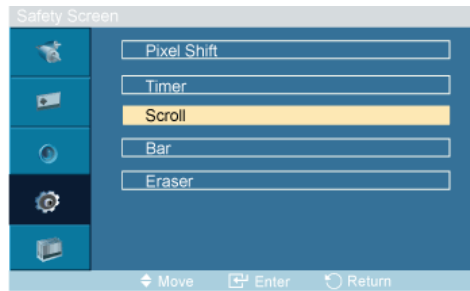 Safety Screen
Pixel Shift
Timer
Scroll
Bar
Eraser
Move Enter Return